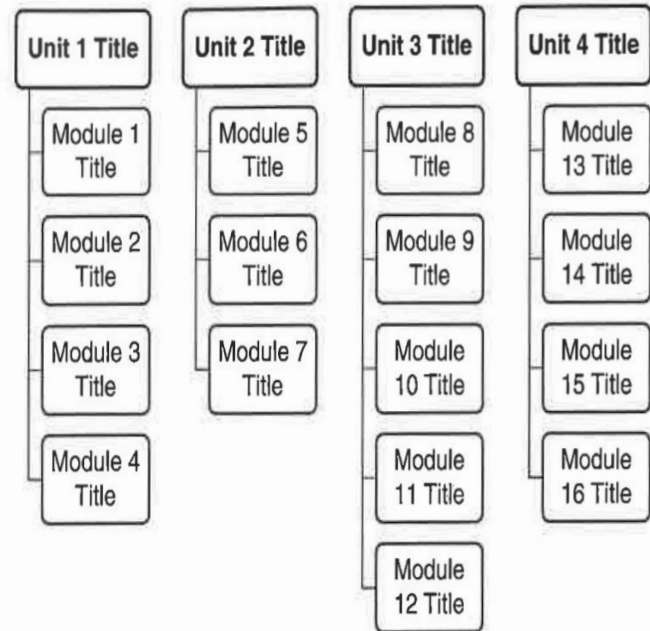 Unit 1 Title
Module 1
Title
Module 2
Title
Module 3
Title
Module 4
Title
Unit 2 Title
Module 5
Title
Module 6
Title
Module 7
Title
Unit 3 Title
Module 8
Title
Module 9
Title
Module
10 Title
Module
11 Title
Module
12 Title
Unit 4 Title
Module
13 Title
Module
14 Title
Module
15 Title
Module
16 Title